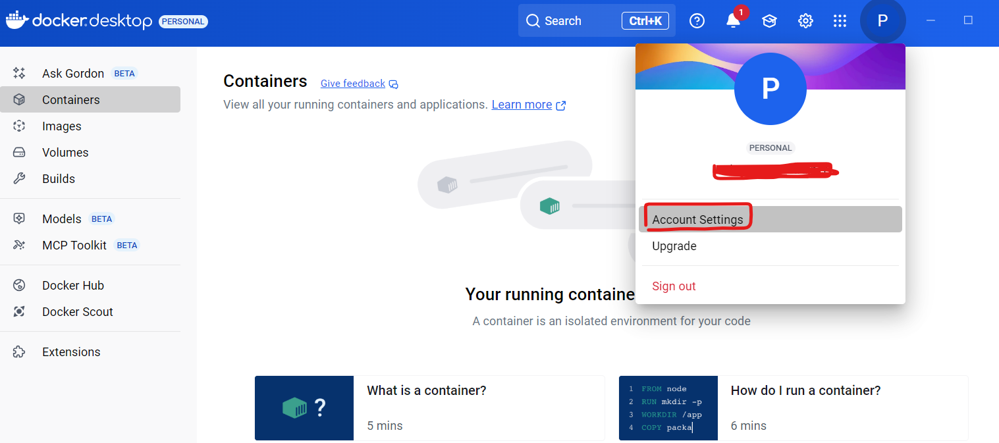 docker.desktop PERSONAL
Search Ctrl+K
1
P
Ask Gordon BETA
Containers
Images
Volumes
Builds
Models BETA
MCP Toolkit BETA
Docker Hub
Docker Scout
Extensions
Containers Give feedback
View all your running containers and applications. Learn more
P
PERSONAL
Account Settings
Upgrade
Sign out
Your running containe
A container is an isolated environment for your code
?
What is a container?
5 mins
1 FROM node
2 RUN mkdir -p
3 WORKDIR /app
4 COPY packa
How do I run a container?
6 mins